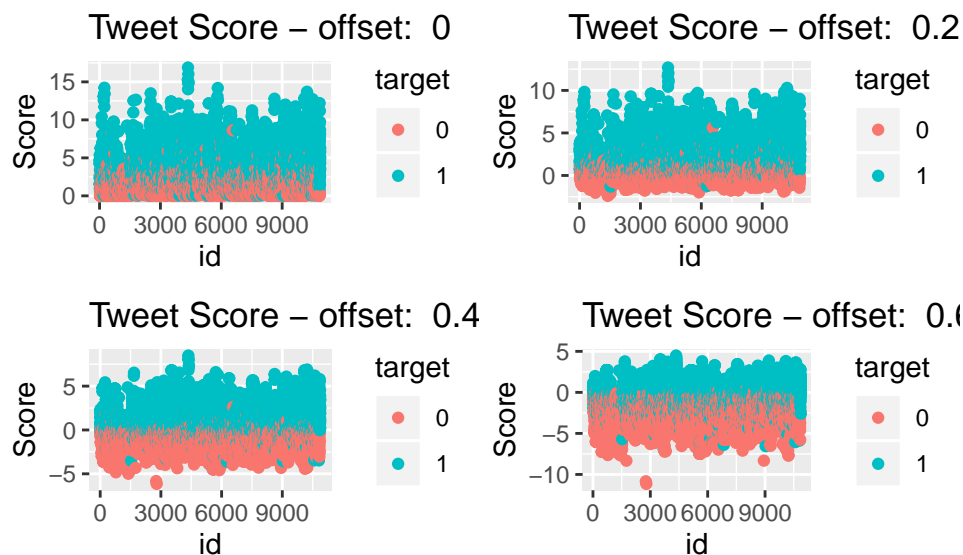 Tweet Score – offset:  0
15
10
5
0
Score
0 3000 6000 9000
id
target
0
1
Tweet Score – offset:  0.2
10
5
0
Score
0 3000 6000 9000
id
target
0
1
Tweet Score – offset:  0.4
5
0
−5
Score
0 3000 6000 9000
id
target
0
1
Tweet Score – offset:  0.6
5
0
−5
−10
Score
0 3000 6000 9000
id
target
0
1